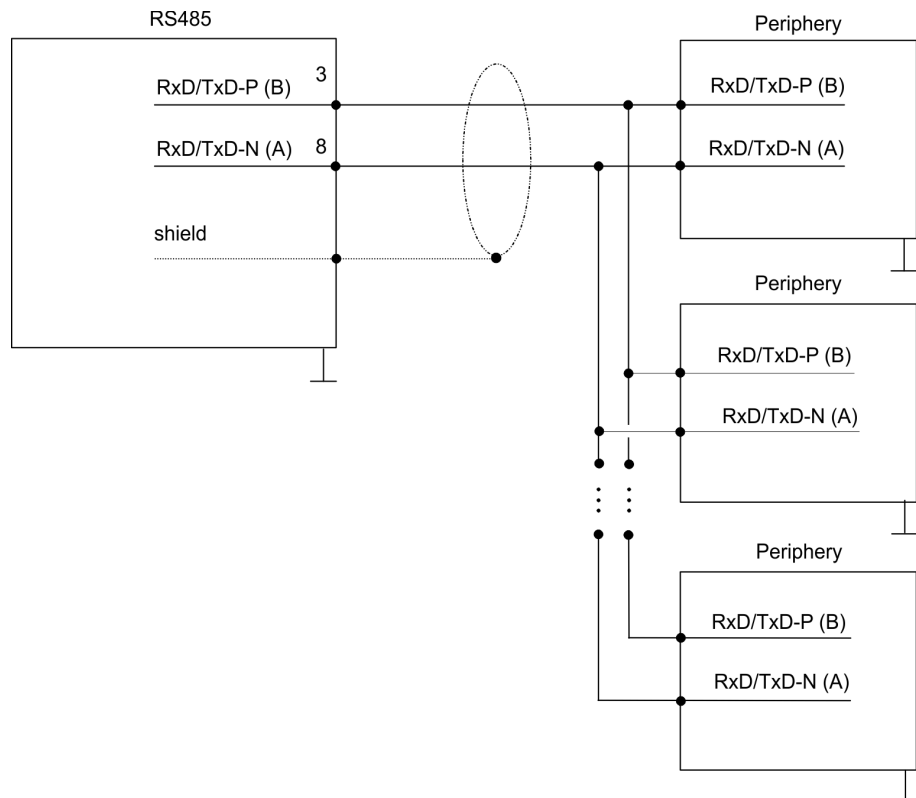 RS485
RxD/TxD-P (B)
3
RxD/TxD-N (A)
8
shield
Periphery
RxD/TxD-P (B)
RxD/TxD-N (A)
Periphery
RxD/TxD-P (B)
RxD/TxD-N (A)
Periphery
RxD/TxD-P (B)
RxD/TxD-N (A)